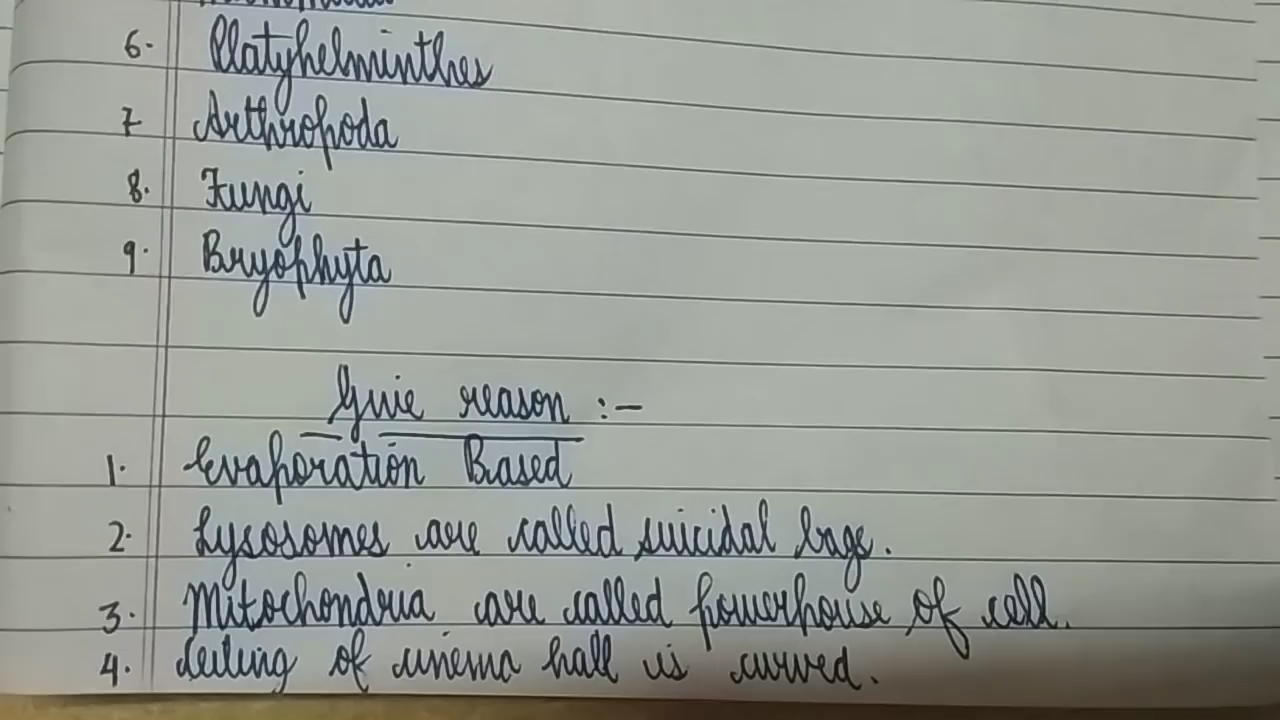 6. Platyhelminthes
7 Arthropoda
8. Fungi
9. Bryophyta
Give reason :-
1. Evaporation Based
2. Lysosomes are called suicidal bags.
3. Mitochondria are called powerhouse of cell.
4. Ceiling of cinema hall is curved.